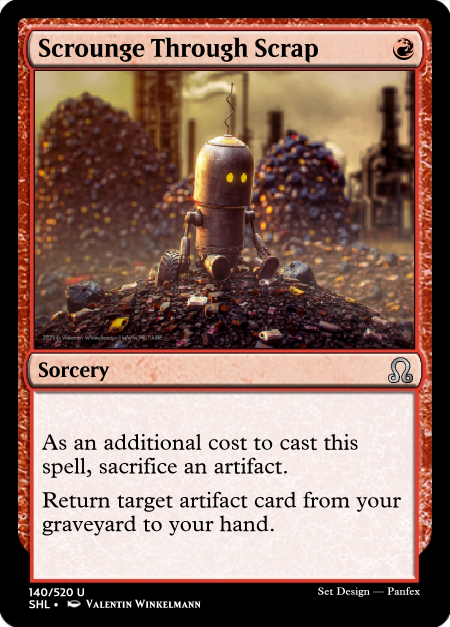 Scrounge Through Scrap
Sorcery
As an additional cost to cast this
spell, sacrifice an artifact.
Return target artifact card from your
graveyard to your hand.
140/520 U
Set Design — Panfex
SHL • Valentin Winkelmann